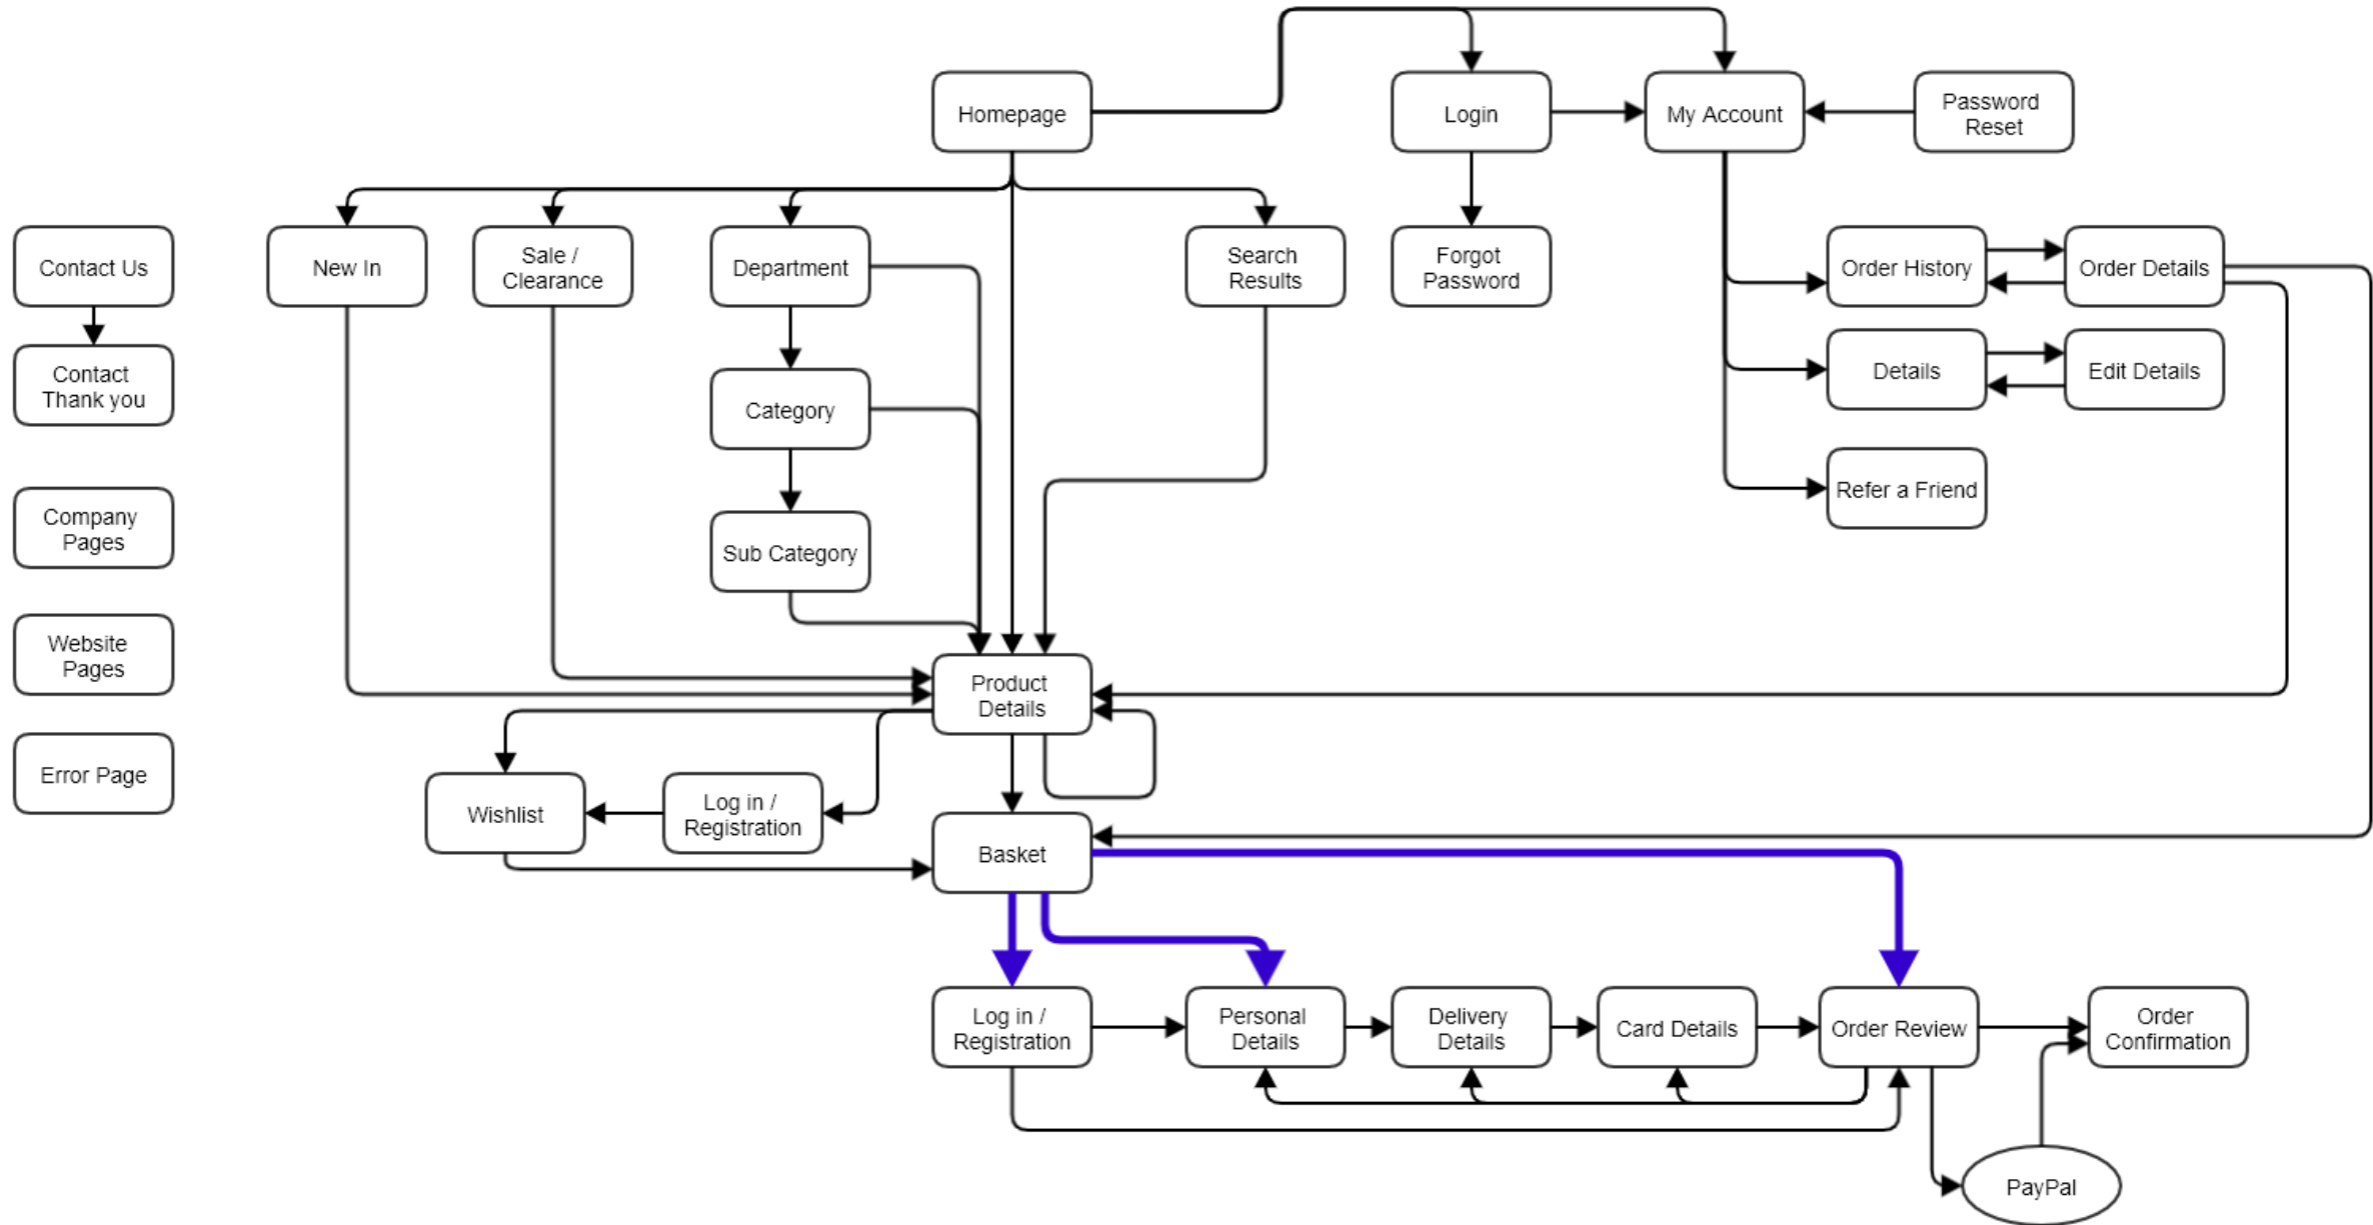 Homepage
Login
My Account
Password
Reset
Contact Us
New In
Sale /
Clearance
Department
Search
Results
Forgot
Password
Order History
Order Details
Contact
Thank you
Category
Details
Edit Details
Company
Pages
Sub Category
Refer a Friend
Website
Pages
Product
Details
Error Page
Wishlist
Log in /
Registration
Basket
Log in /
Registration
Personal
Details
Delivery
Details
Card Details
Order Review
Order
Confirmation
PayPal